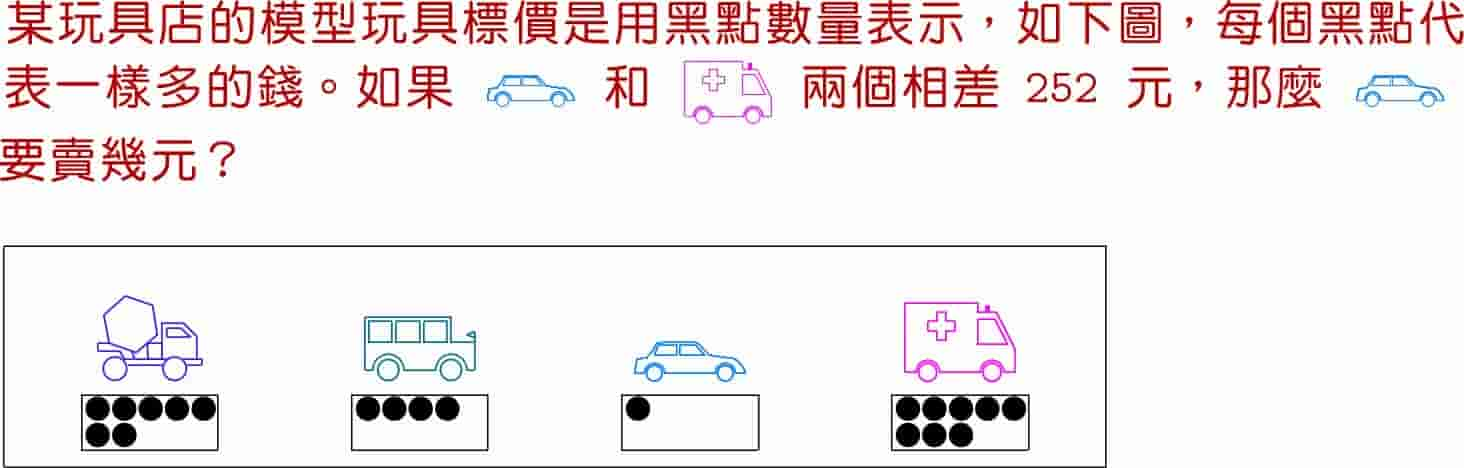 某玩具店的模型玩具標價是用黑點數量表示，如下圖，每個黑點代
表一樣多的錢。如果 和 兩個相差 252 元，那麼
要賣幾元？